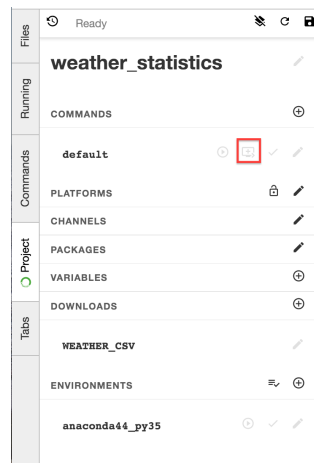 Files
Running
Commands
Project
Tabs
Ready
weather_statistics
COMMANDS
default
PLATFORMS
CHANNELS
PACKAGES
VARIABLES
DOWNLOADS
WEATHER_CSV
ENVIRONMENTS
anaconda44_py35